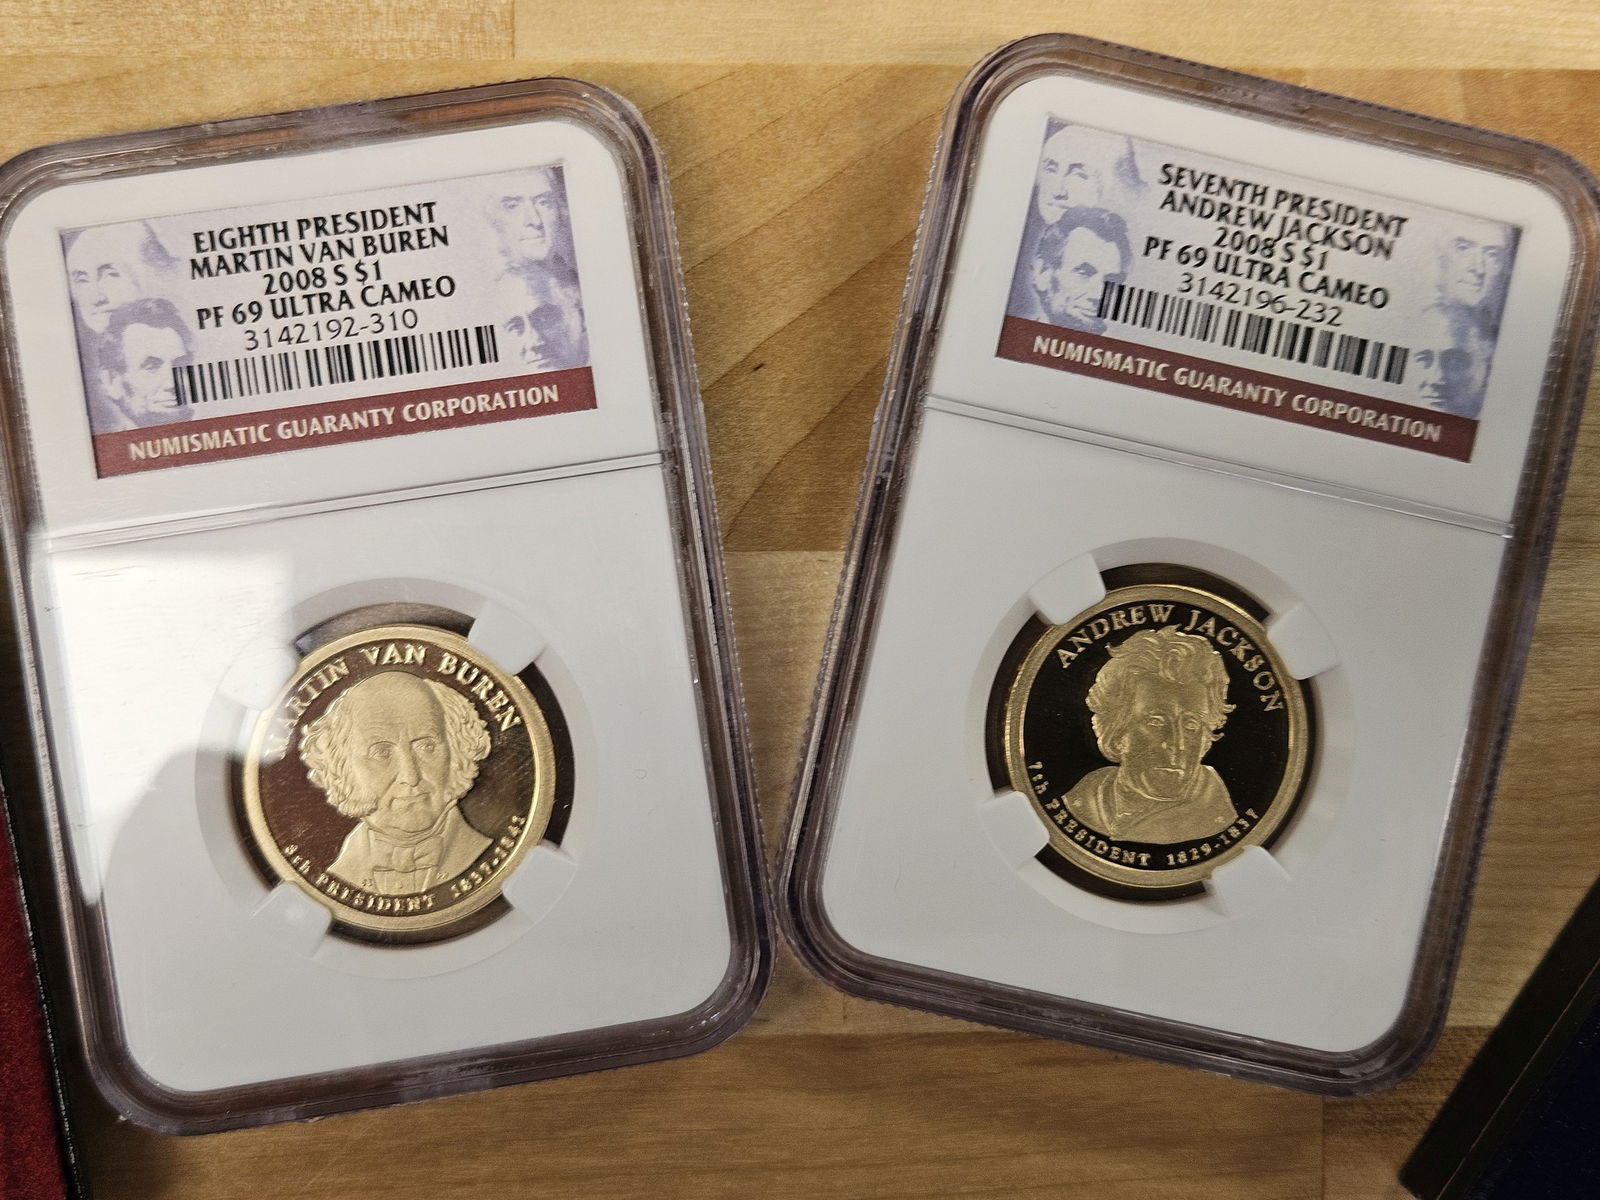 EIGHTH PRESIDENT
MARTIN VAN BUREN
2008 S $1
PF 69 ULTRA CAMEO
3142192-310
NUMISMATIC GUARANTY CORPORATION
MARTIN VAN BUREN
8th PRESIDENT 1837-1841
SEVENTH PRESIDENT
ANDREW JACKSON
2008 S $1
PF 69 ULTRA CAMEO
3142196-232
NUMISMATIC GUARANTY CORPORATION
ANDREW JACKSON
7th PRESIDENT 1829-1837